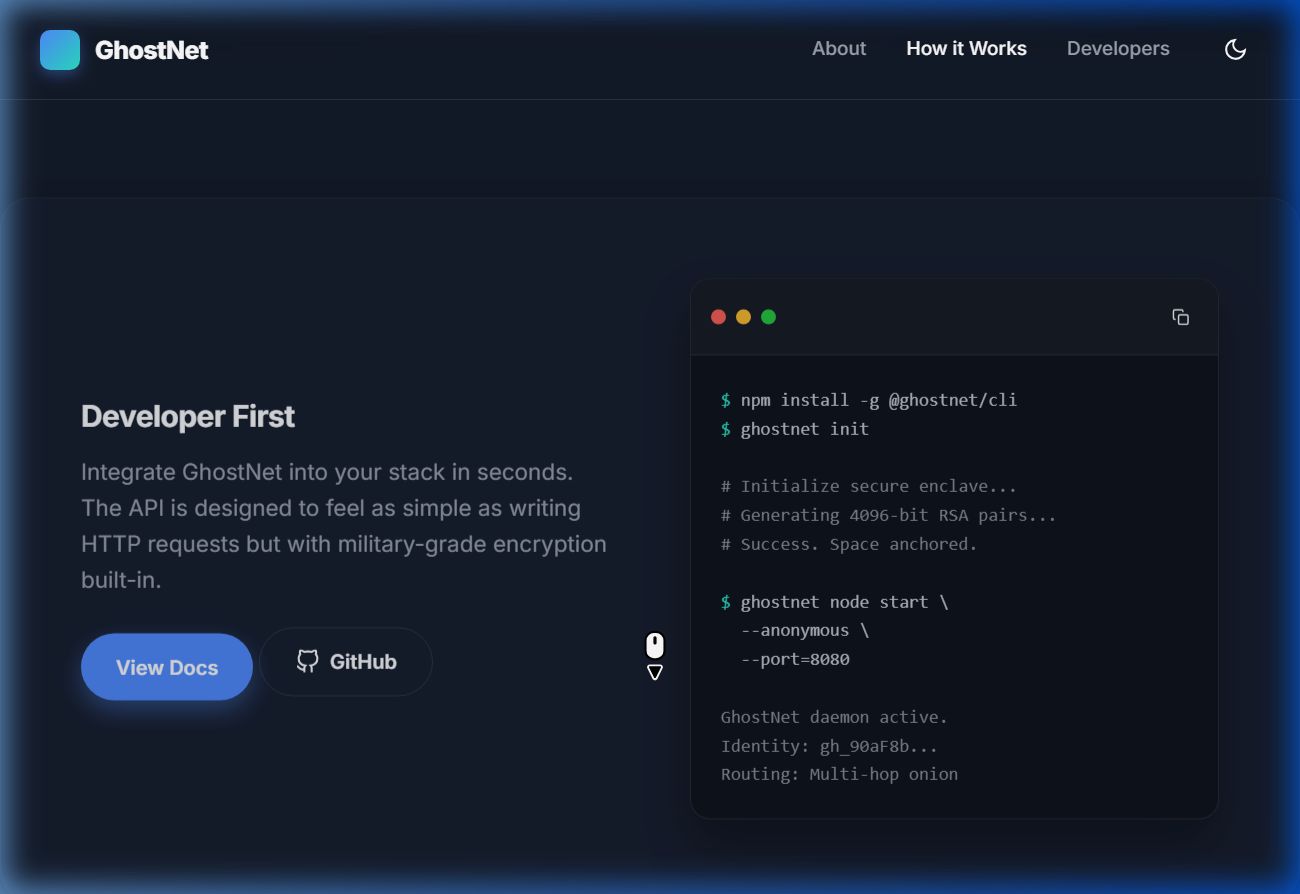 GhostNet
About
How it Works
Developers
Developer First
Integrate GhostNet into your stack in seconds.
The API is designed to feel as simple as writing
HTTP requests but with military-grade encryption
built-in.
View Docs
GitHub
$ npm install -g @ghostnet/cli
$ ghostnet init
# Initialize secure enclave...
# Generating 4096-bit RSA pairs...
# Success. Space anchored.
$ ghostnet node start \
--anonymous \
--port=8080
GhostNet daemon active.
Identity: gh_90aF8b...
Routing: Multi-hop onion